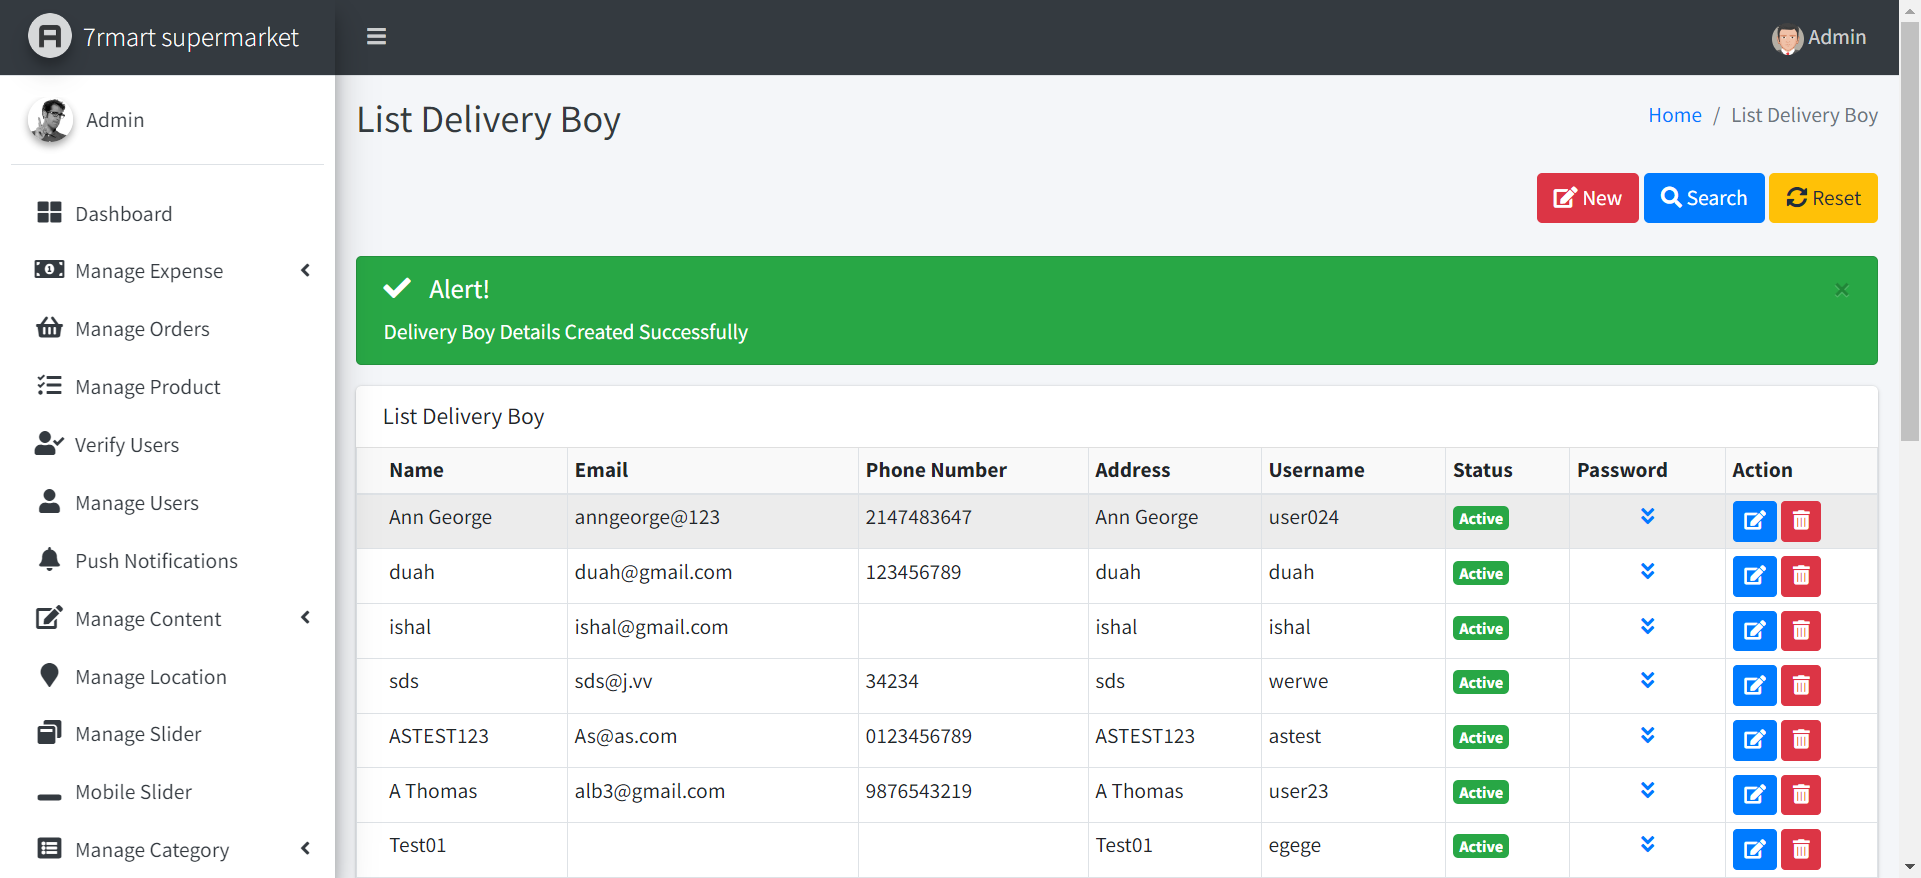 7rmart supermarket
Admin
Admin
Dashboard
Manage Expense
Manage Orders
Manage Product
Verify Users
Manage Users
Push Notifications
Manage Content
Manage Location
Manage Slider
Mobile Slider
Manage Category
List Delivery Boy
Home / List Delivery Boy
New Search Reset
Alert! ×
Delivery Boy Details Created Successfully
List Delivery Boy
Name Email Phone Number Address Username Status Password Action
Ann George anngeorge@123 2147483647 Ann George user024 Active
duah duah@gmail.com 123456789 duah duah Active
ishal ishal@gmail.com ishal ishal Active
sds sds@j.vv 34234 sds werwe Active
ASTEST123 As@as.com 0123456789 ASTEST123 astest Active
A Thomas alb3@gmail.com 9876543219 A Thomas user23 Active
Test01 Test01 egege Active